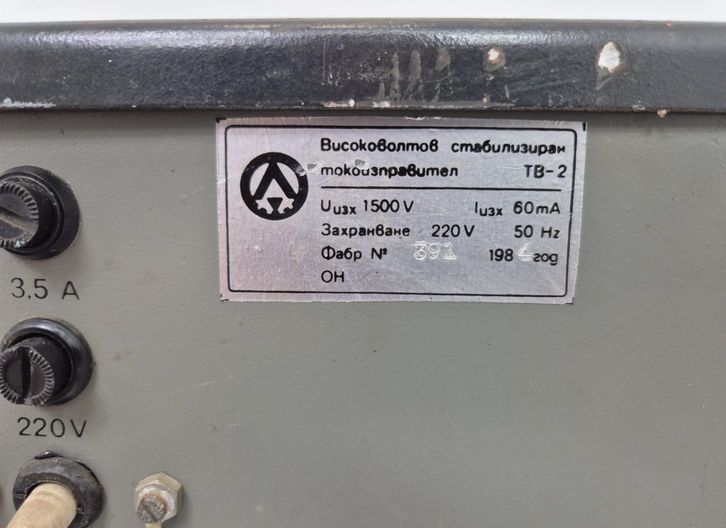 Високоволтов стабилизиран
токоизправител ТВ-2
Uизх 1500 V Iизх 60 mA
Захранване 220 V 50 Hz
Фабр № 391 1984 год
ОН
3,5 A
220V